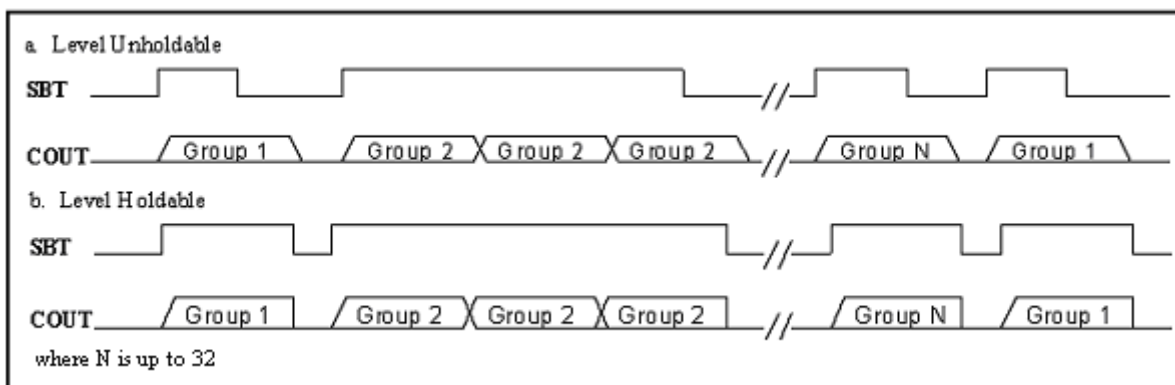 a. Level Unholdable
SBT
COUT Group 1 Group 2 Group 2 Group 2 // Group N Group 1
b. Level Holdable
SBT
COUT Group 1 Group 2 Group 2 Group 2 // Group N Group 1
where N is up to 32